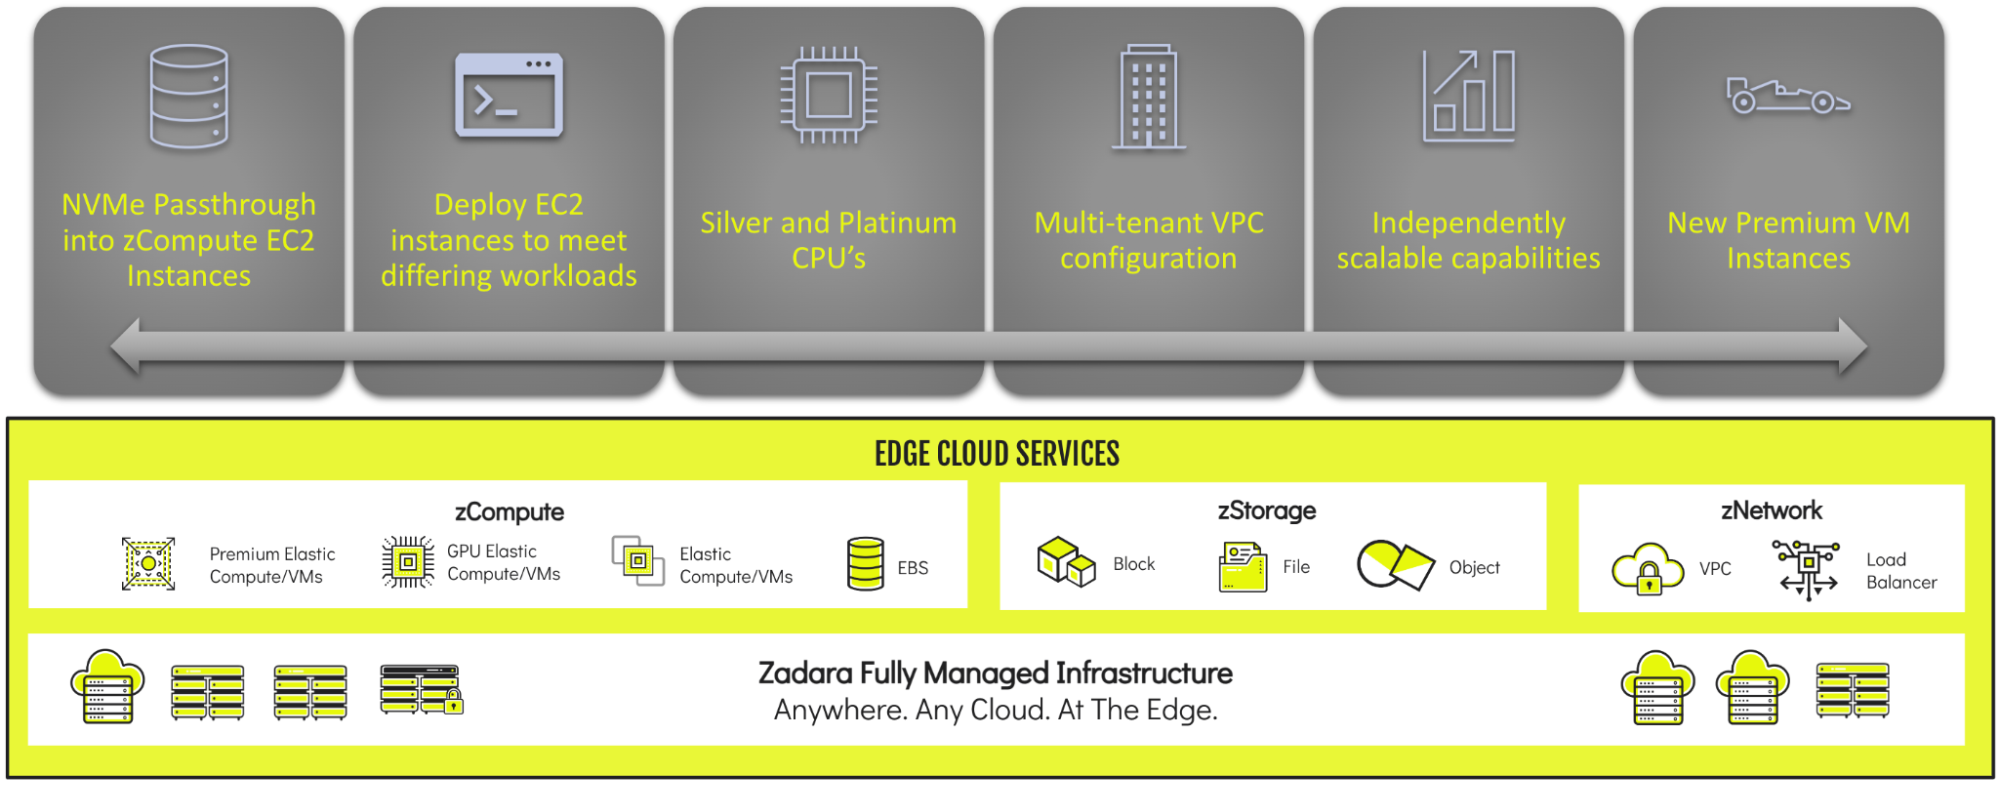 NVMe Passthrough
into zCompute EC2
Instances
Deploy EC2
instances to meet
differing workloads
Silver and Platinum
CPU's
Multi-tenant VPC
configuration
Independently
scalable capabilities
New Premium VM
Instances
EDGE CLOUD SERVICES
zCompute
Premium Elastic
Compute/VMs
GPU Elastic
Compute/VMs
Elastic
Compute/VMs
EBS
zStorage
Block
File
Object
zNetwork
VPC
Load
Balancer
Zadara Fully Managed Infrastructure
Anywhere. Any Cloud. At The Edge.